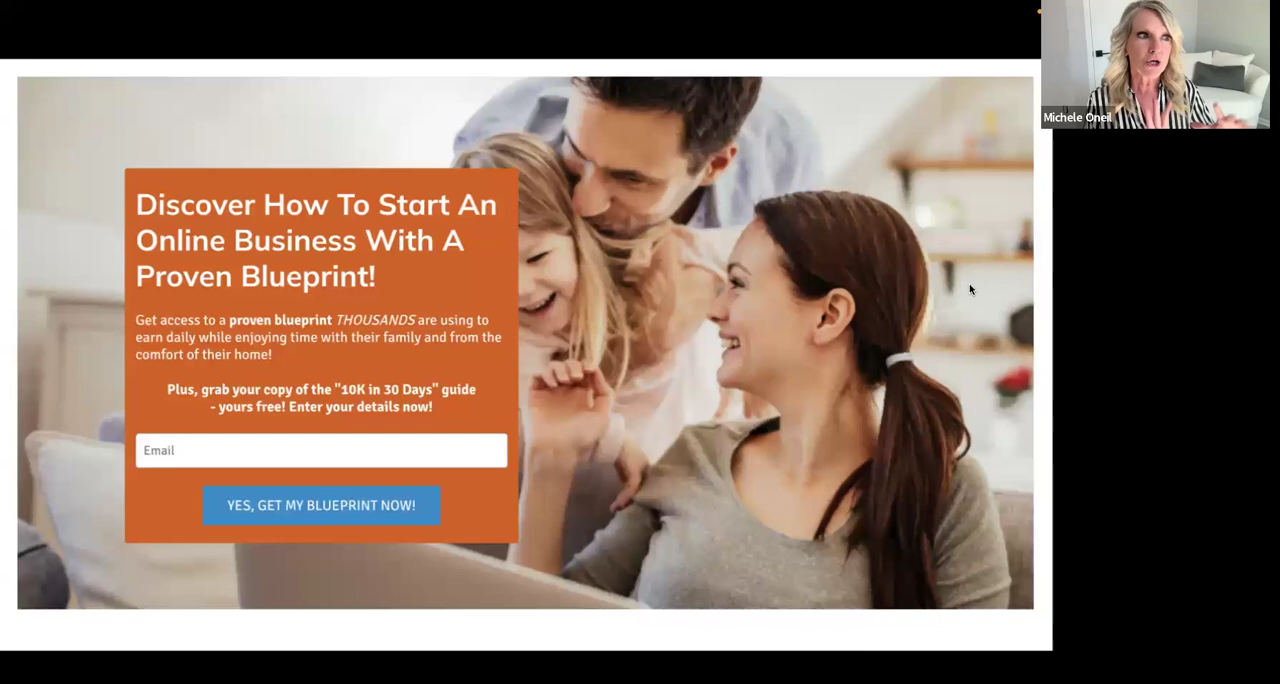 Michele Oneil
Discover How To Start An
Online Business With A
Proven Blueprint!
Get access to a proven blueprint THOUSANDS are using to
earn daily while enjoying time with their family and from the
comfort of their home!
Plus, grab your copy of the "10K in 30 Days" guide
- yours free! Enter your details now!
Email
YES, GET MY BLUEPRINT NOW!